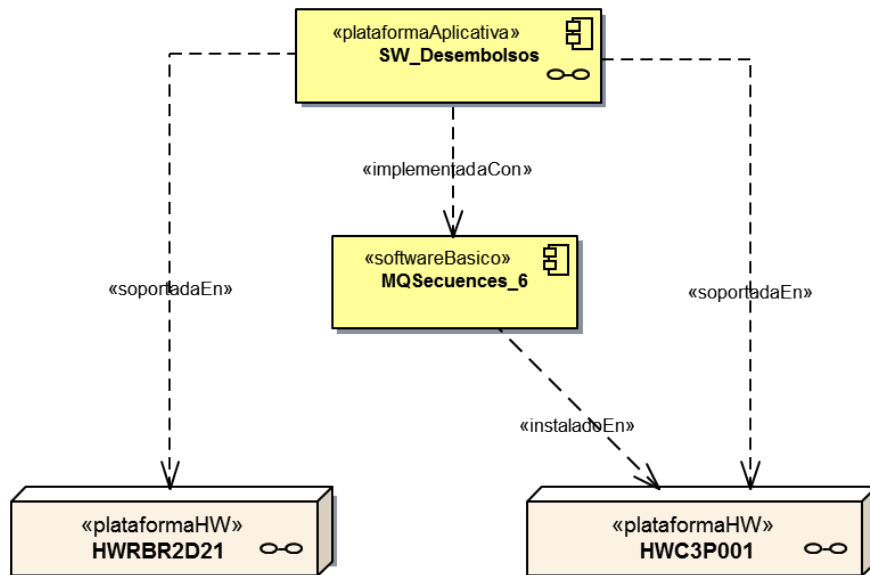 «plataformaAplicativa»
SW_Desembolsos
«implementadaCon»
«softwareBasico»
MQSecuences_6
«soportadaEn»
«soportadaEn»
«instaladoEn»
«plataformaHW»
HWRBR2D21
«plataformaHW»
HWC3P001